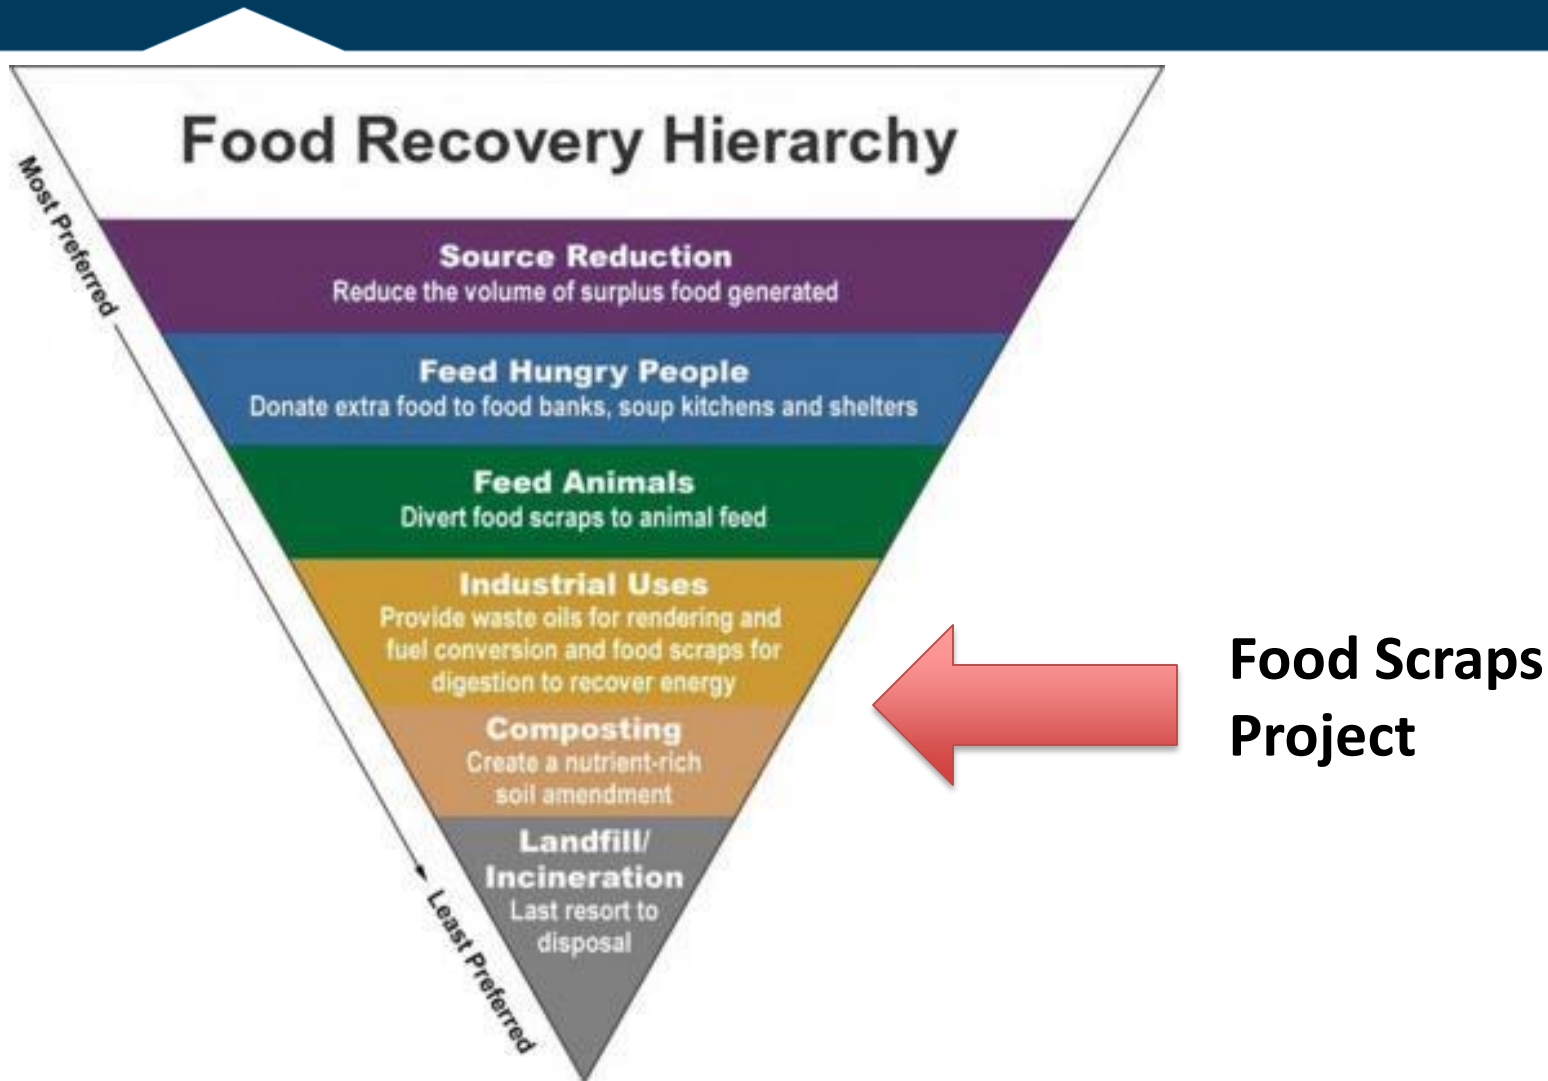 Food Recovery Hierarchy
Most Preferred
Source Reduction
Reduce the volume of surplus food generated
Feed Hungry People
Donate extra food to food banks, soup kitchens and shelters
Feed Animals
Divert food scraps to animal feed
Industrial Uses
Provide waste oils for rendering and
fuel conversion and food scraps for
digestion to recover energy
Composting
Create a nutrient-rich
soil amendment
Landfill/
Incineration
Last resort to
disposal
Least Preferred
Food Scraps
Project